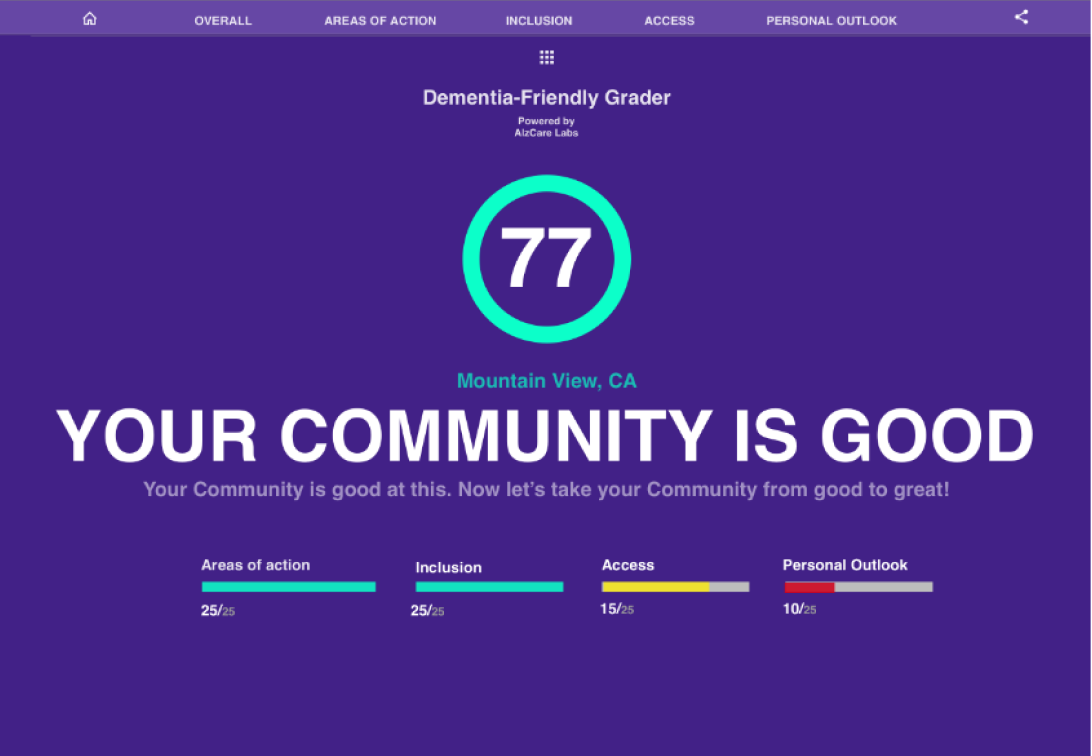 OVERALL AREAS OF ACTION INCLUSION ACCESS PERSONAL OUTLOOK
Dementia-Friendly Grader
Powered by
AlzCare Labs
77
Mountain View, CA
YOUR COMMUNITY IS GOOD
Your Community is good at this. Now let's take your Community from good to great!
Areas of action Inclusion Access Personal Outlook
25/25 25/25 15/25 10/25